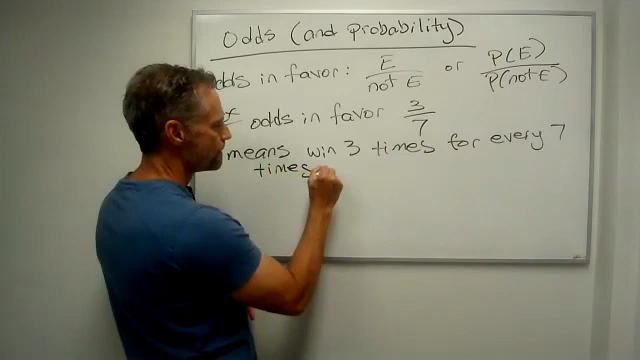 Odds (and probability)
odds in favor: E/not E or P(E)/P(not E)
odds in favor 3/7
means win 3 times for every 7
times